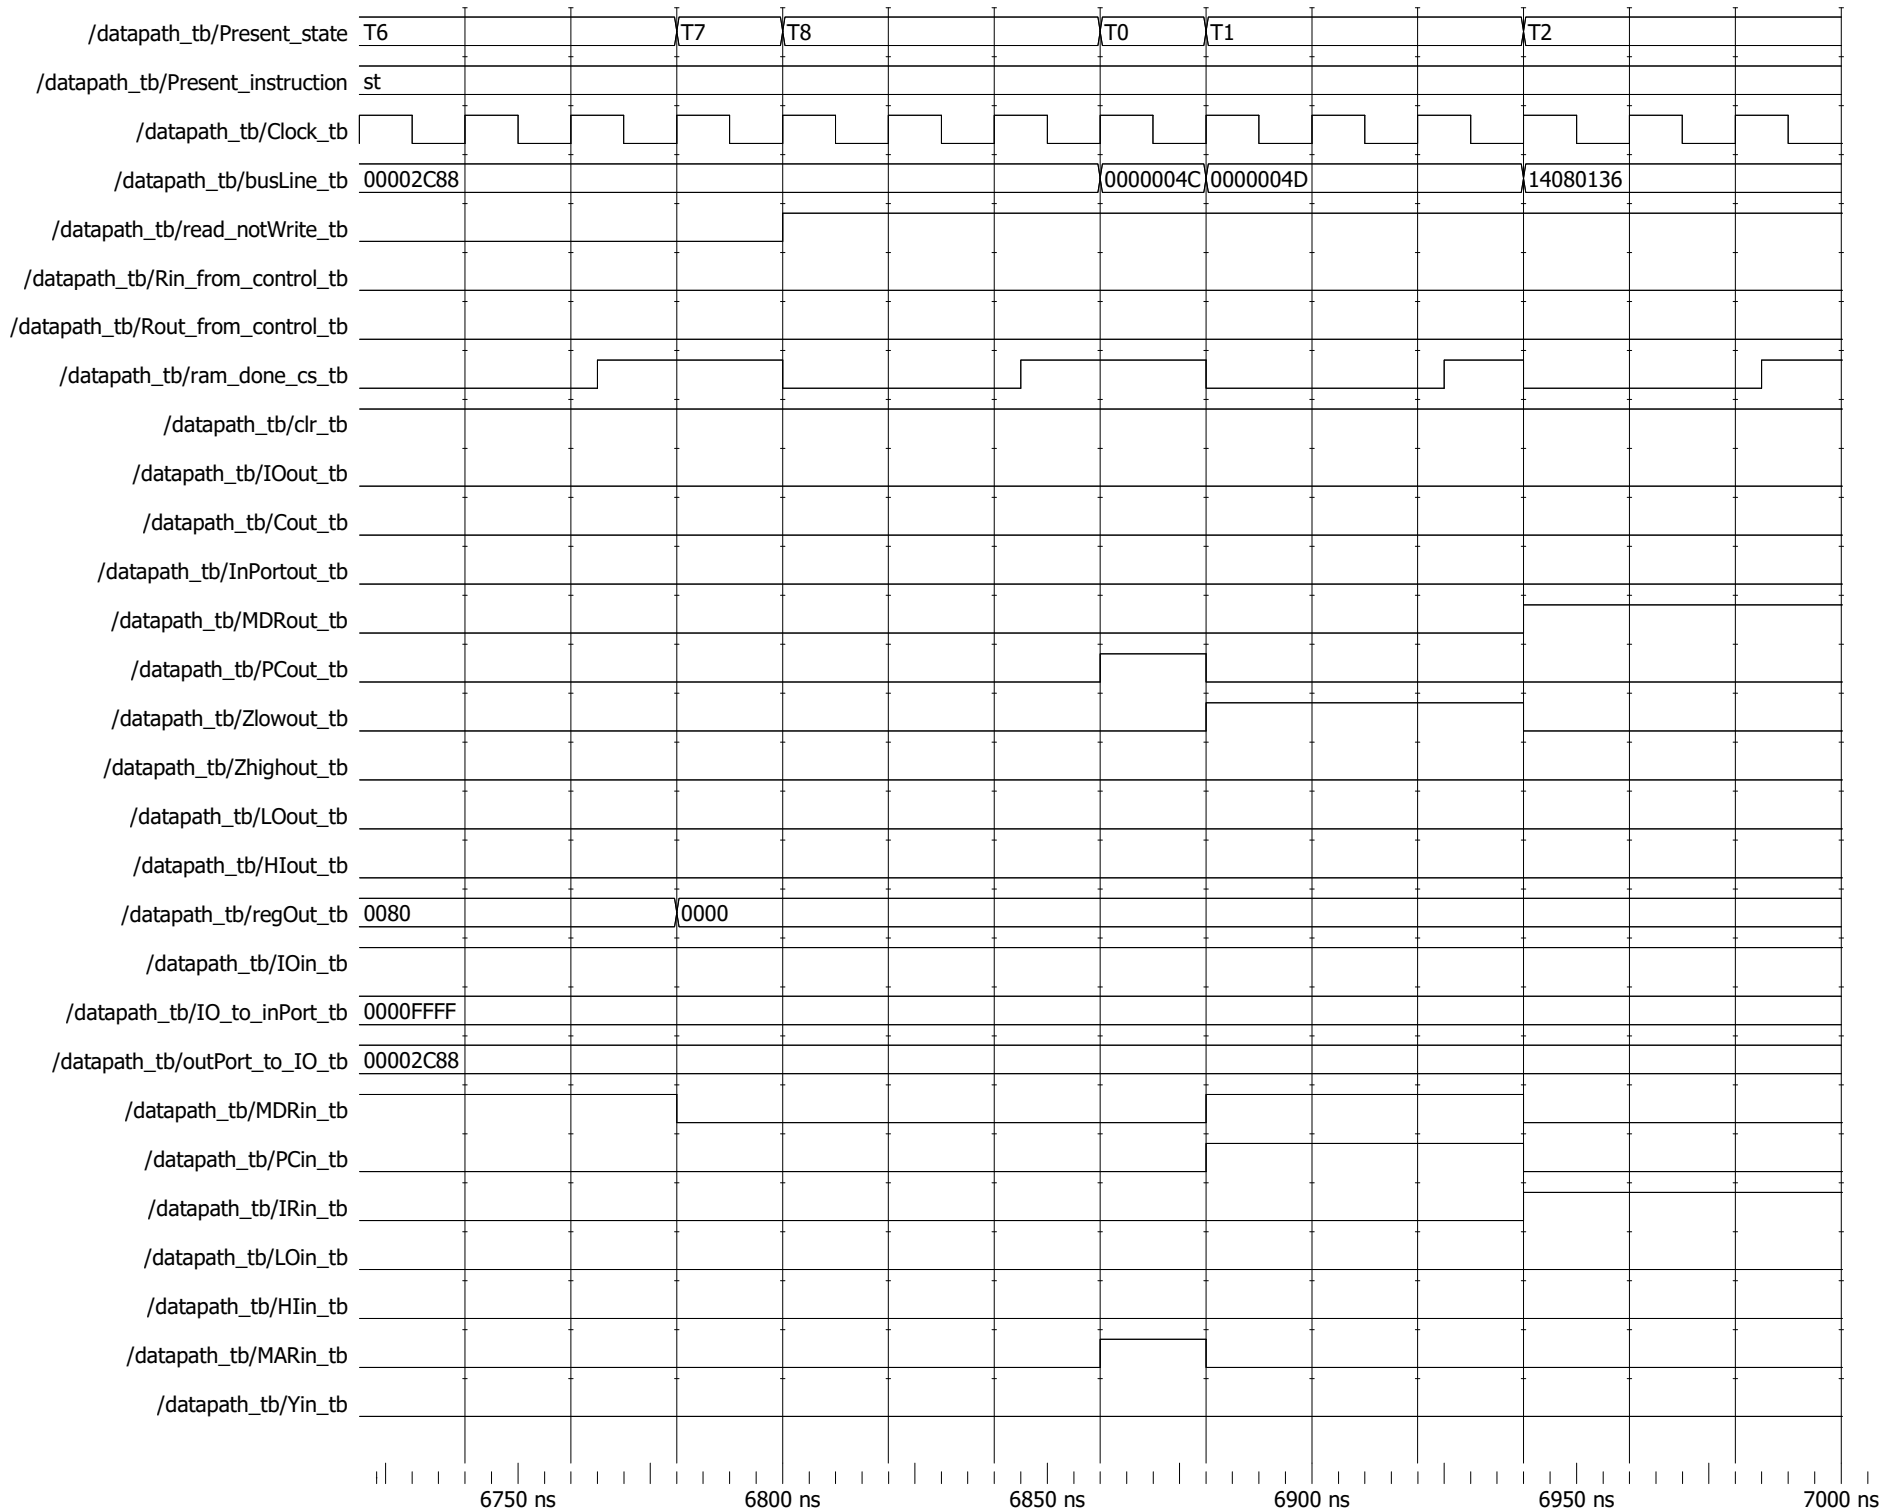 /datapath_tb/Present_state T6 T7 T8 T0 T1 T2
/datapath_tb/Present_instruction st
/datapath_tb/Clock_tb
/datapath_tb/busLine_tb 00002C88 0000004C 0000004D 14080136
/datapath_tb/read_notWrite_tb
/datapath_tb/Rin_from_control_tb
/datapath_tb/Rout_from_control_tb
/datapath_tb/ram_done_cs_tb
/datapath_tb/clr_tb
/datapath_tb/IOout_tb
/datapath_tb/Cout_tb
/datapath_tb/InPortout_tb
/datapath_tb/MDRout_tb
/datapath_tb/PCout_tb
/datapath_tb/Zlowout_tb
/datapath_tb/Zhighout_tb
/datapath_tb/LOout_tb
/datapath_tb/HIout_tb
/datapath_tb/regOut_tb 0080 0000
/datapath_tb/IOin_tb
/datapath_tb/IO_to_inPort_tb 0000FFFF
/datapath_tb/outPort_to_IO_tb 00002C88
/datapath_tb/MDRin_tb
/datapath_tb/PCin_tb
/datapath_tb/IRin_tb
/datapath_tb/LOin_tb
/datapath_tb/HIin_tb
/datapath_tb/MARin_tb
/datapath_tb/Yin_tb
6750 ns 6800 ns 6850 ns 6900 ns 6950 ns 7000 ns